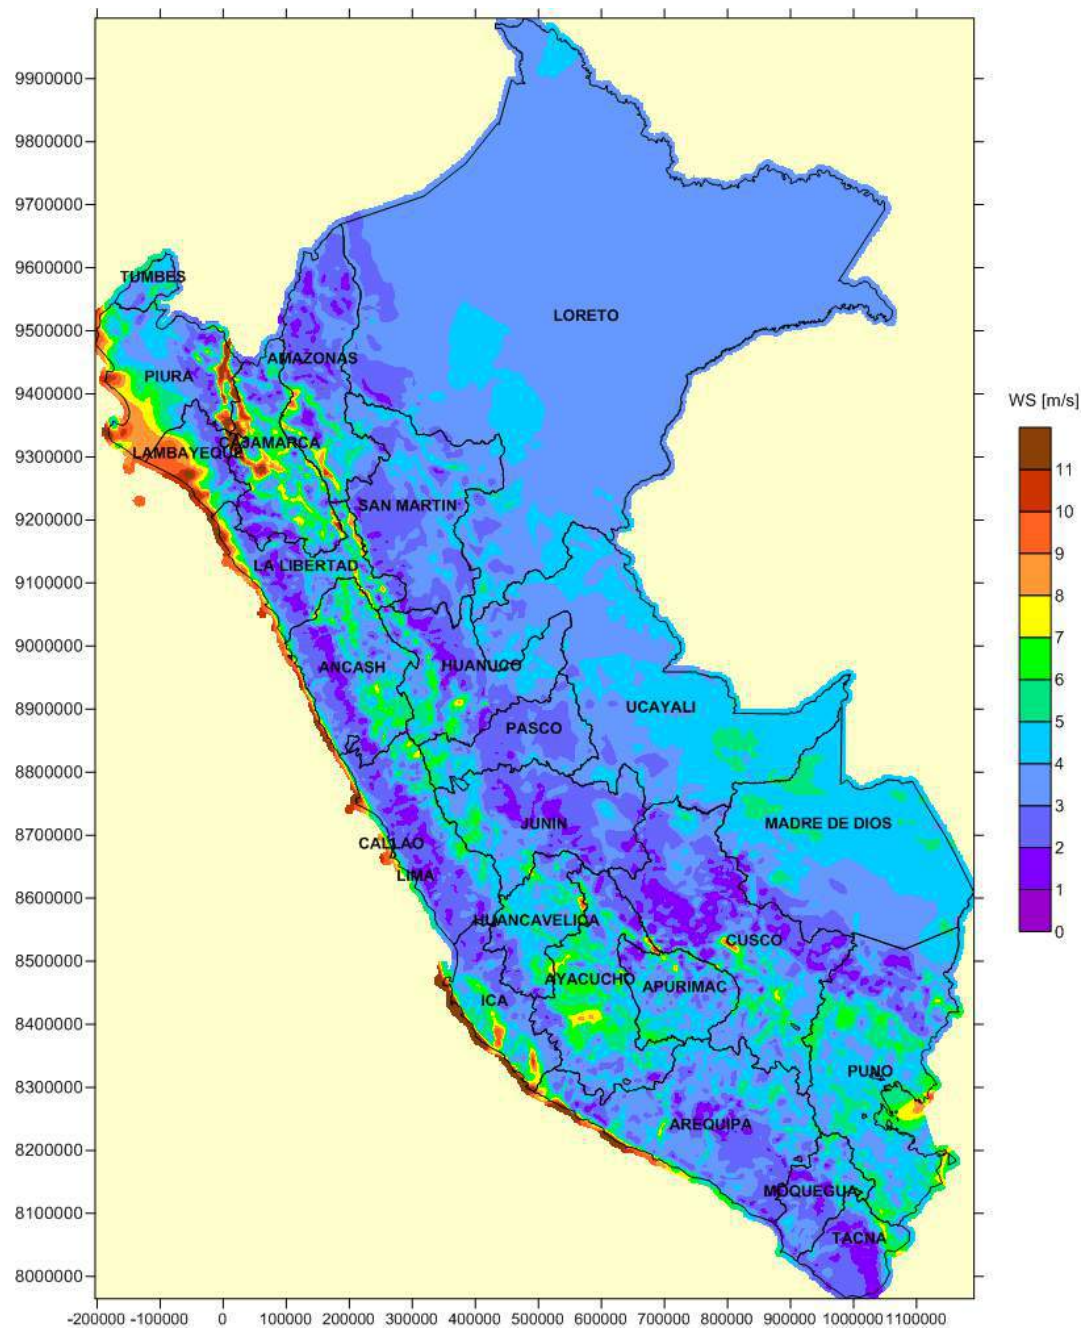 9900000
9800000
9700000
9600000
TUMBES
9500000
LORETO
AMAZONAS
PIURA
9400000
WS [m/s]
CAJAMARCA
LAMBAYEQUE
9300000
11
SAN MARTIN
10
9200000
9
LA LIBERTAD
9100000
8
7
9000000
ANCASH
HUANUCO
6
8900000
UCAYALI
5
PASCO
8800000
4
3
JUNIN
MADRE DE DIOS
8700000
2
CALLAO
LIMA
1
8600000
HUANCAVELICA
0
CUSCO
8500000
AYACUCHO
APURIMAC
ICA
8400000
PUNO
8300000
AREQUIPA
8200000
MOQUEGUA
8100000
TACNA
8000000
-200000 -100000 0 100000 200000 300000 400000 500000 600000 700000 800000 900000 1000000 1100000